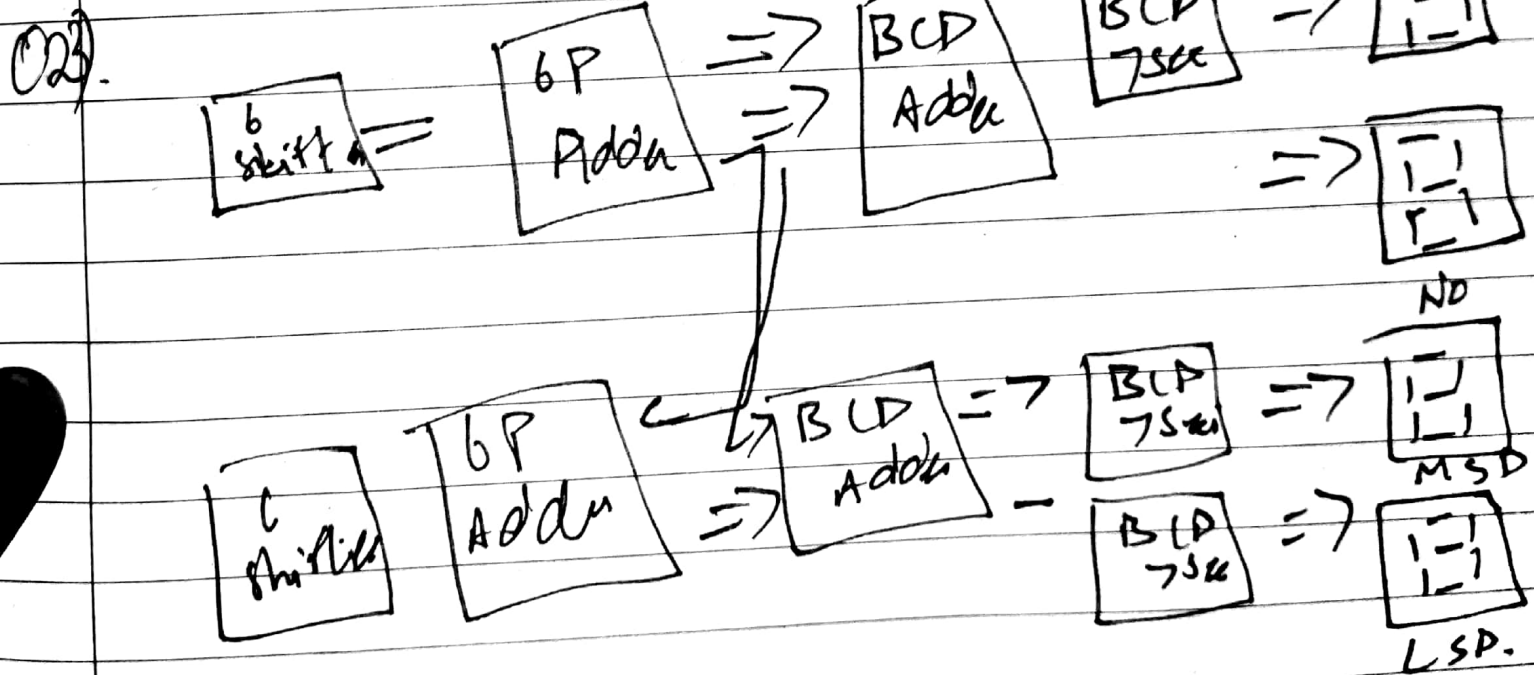 Q2).
6
shift
6P
Adder
BCD
Adder
BCD
7Seg
NO
6P
Adder
BCD
Adder
BCD
7Seg
MSD
BCD
7Seg
LSD.